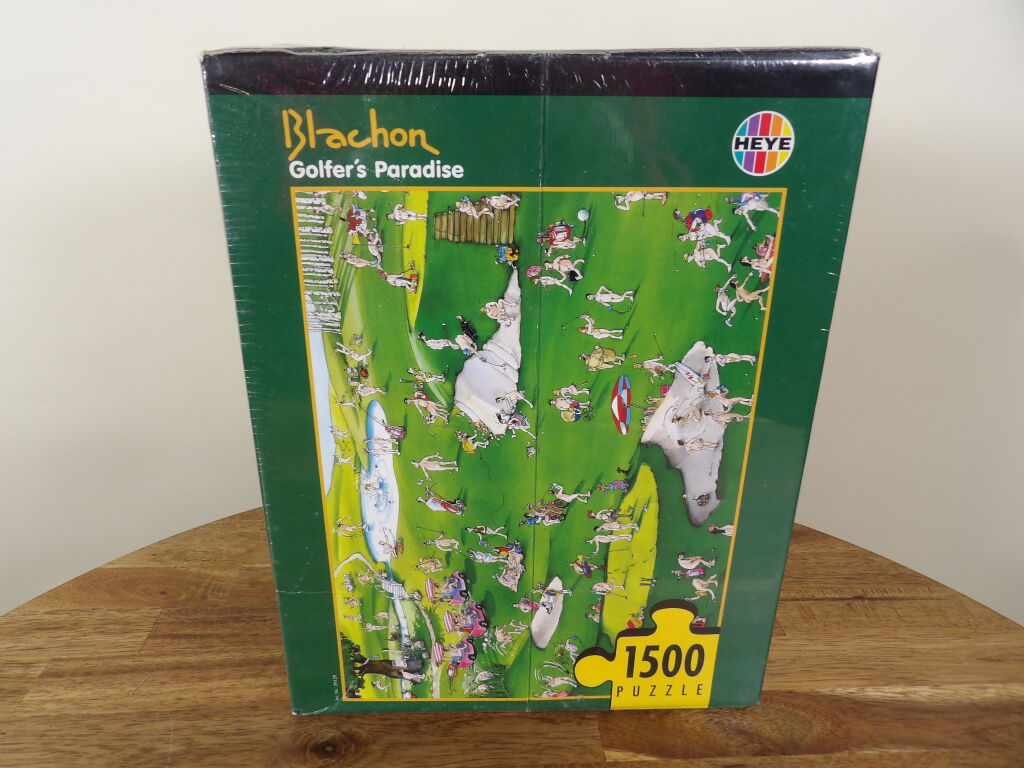 Blachon
Golfer's Paradise
HEYE
1500
PUZZLE